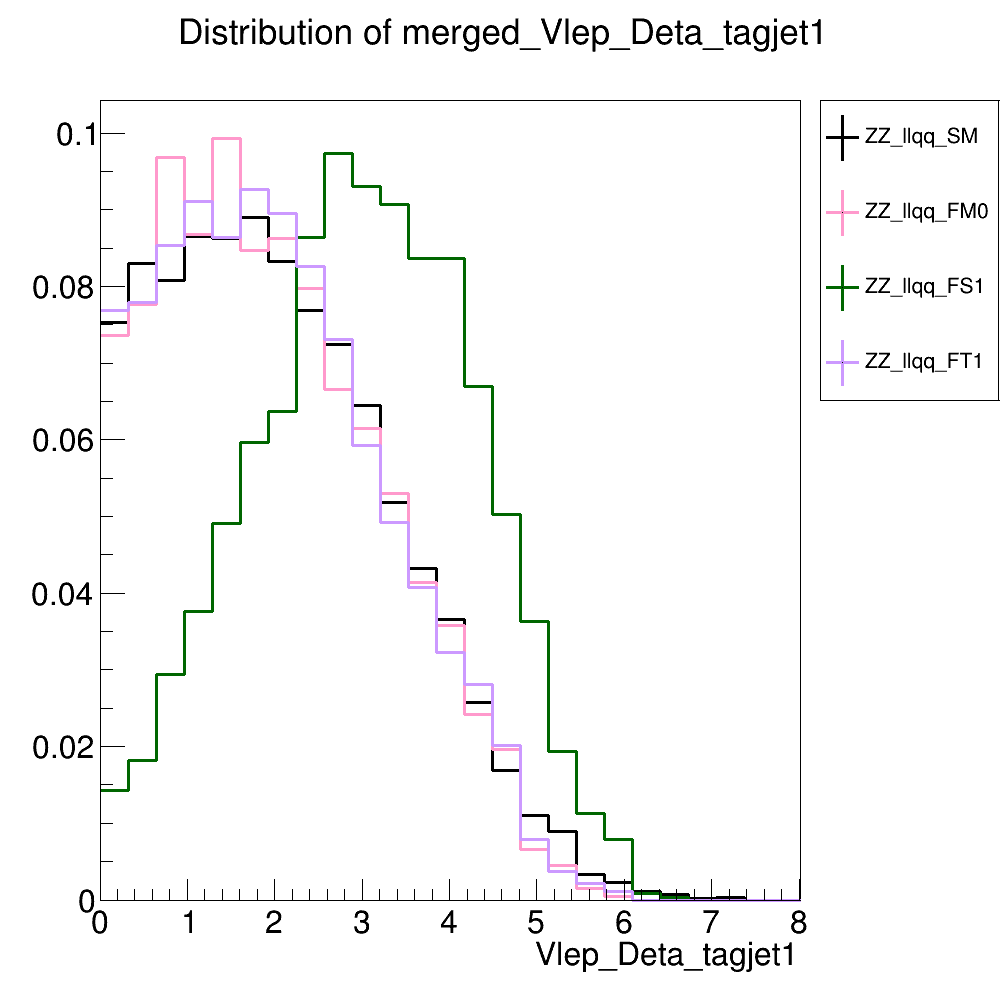 Distribution of merged_Vlep_Deta_tagjet1
0.1
0.08
0.06
0.04
0.02
0
0 1 2 3 4 5 6 7 8
Vlep_Deta_tagjet1
ZZ_llqq_SM
ZZ_llqq_FM0
ZZ_llqq_FS1
ZZ_llqq_FT1